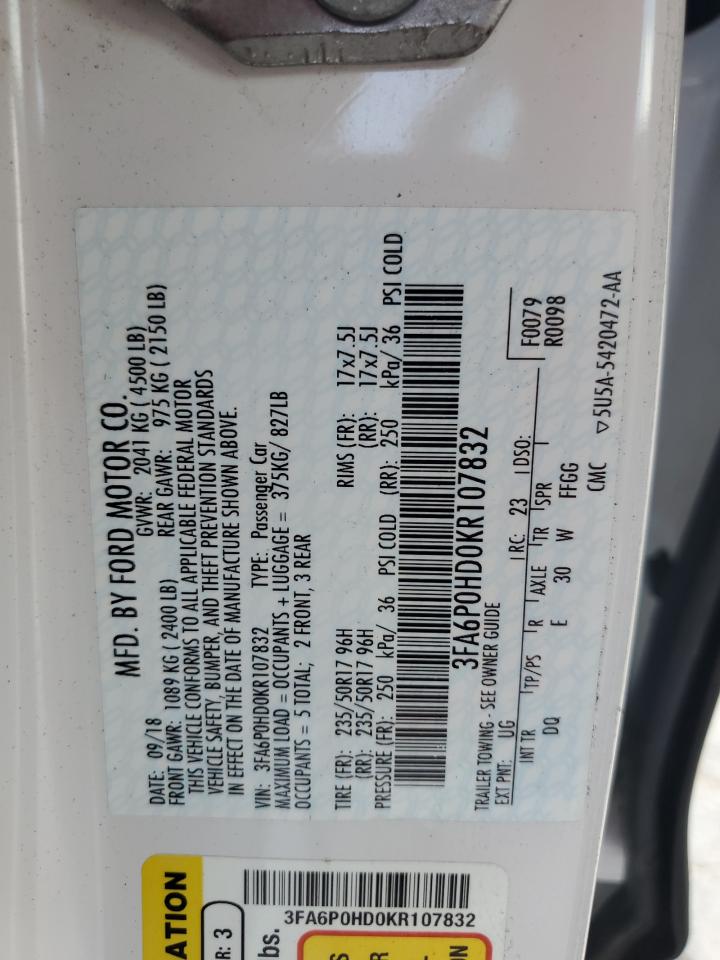 MFD. BY FORD MOTOR CO.
DATE: 09/18 GVWR: 2041 KG ( 4500 LB)
FRONT GAWR: 1089 KG ( 2400 LB) REAR GAWR: 975 KG ( 2150 LB)
THIS VEHICLE CONFORMS TO ALL APPLICABLE FEDERAL MOTOR
VEHICLE SAFETY, BUMPER, AND THEFT PREVENTION STANDARDS
IN EFFECT ON THE DATE OF MANUFACTURE SHOWN ABOVE.
VIN: 3FA6P0HD0KR107832 TYPE: Passenger Car
MAXIMUM LOAD = OCCUPANTS + LUGGAGE = 375KG/ 827LB
OCCUPANTS = 5 TOTAL; 2 FRONT, 3 REAR
TIRE (FR): 235/50R17 96H RIMS (FR): 17x7.5J
(RR): 235/50R17 96H (RR): 17x7.5J
PRESSURE (FR): 250 kPa/ 36 PSI COLD (RR): 250 kPa/ 36 PSI COLD
3FA6P0HD0KR107832
TRAILER TOWING - SEE OWNER GUIDE
EXT PNT: UG RC: 23 DSO: F0079
R0098
INT TR TP/PS R AXLE TR SPR
DQ E 30 W FFGG
CMC ▽5U5A-5420472-AA
ATION
R: 3
bs.
3FA6P0HD0KR107832